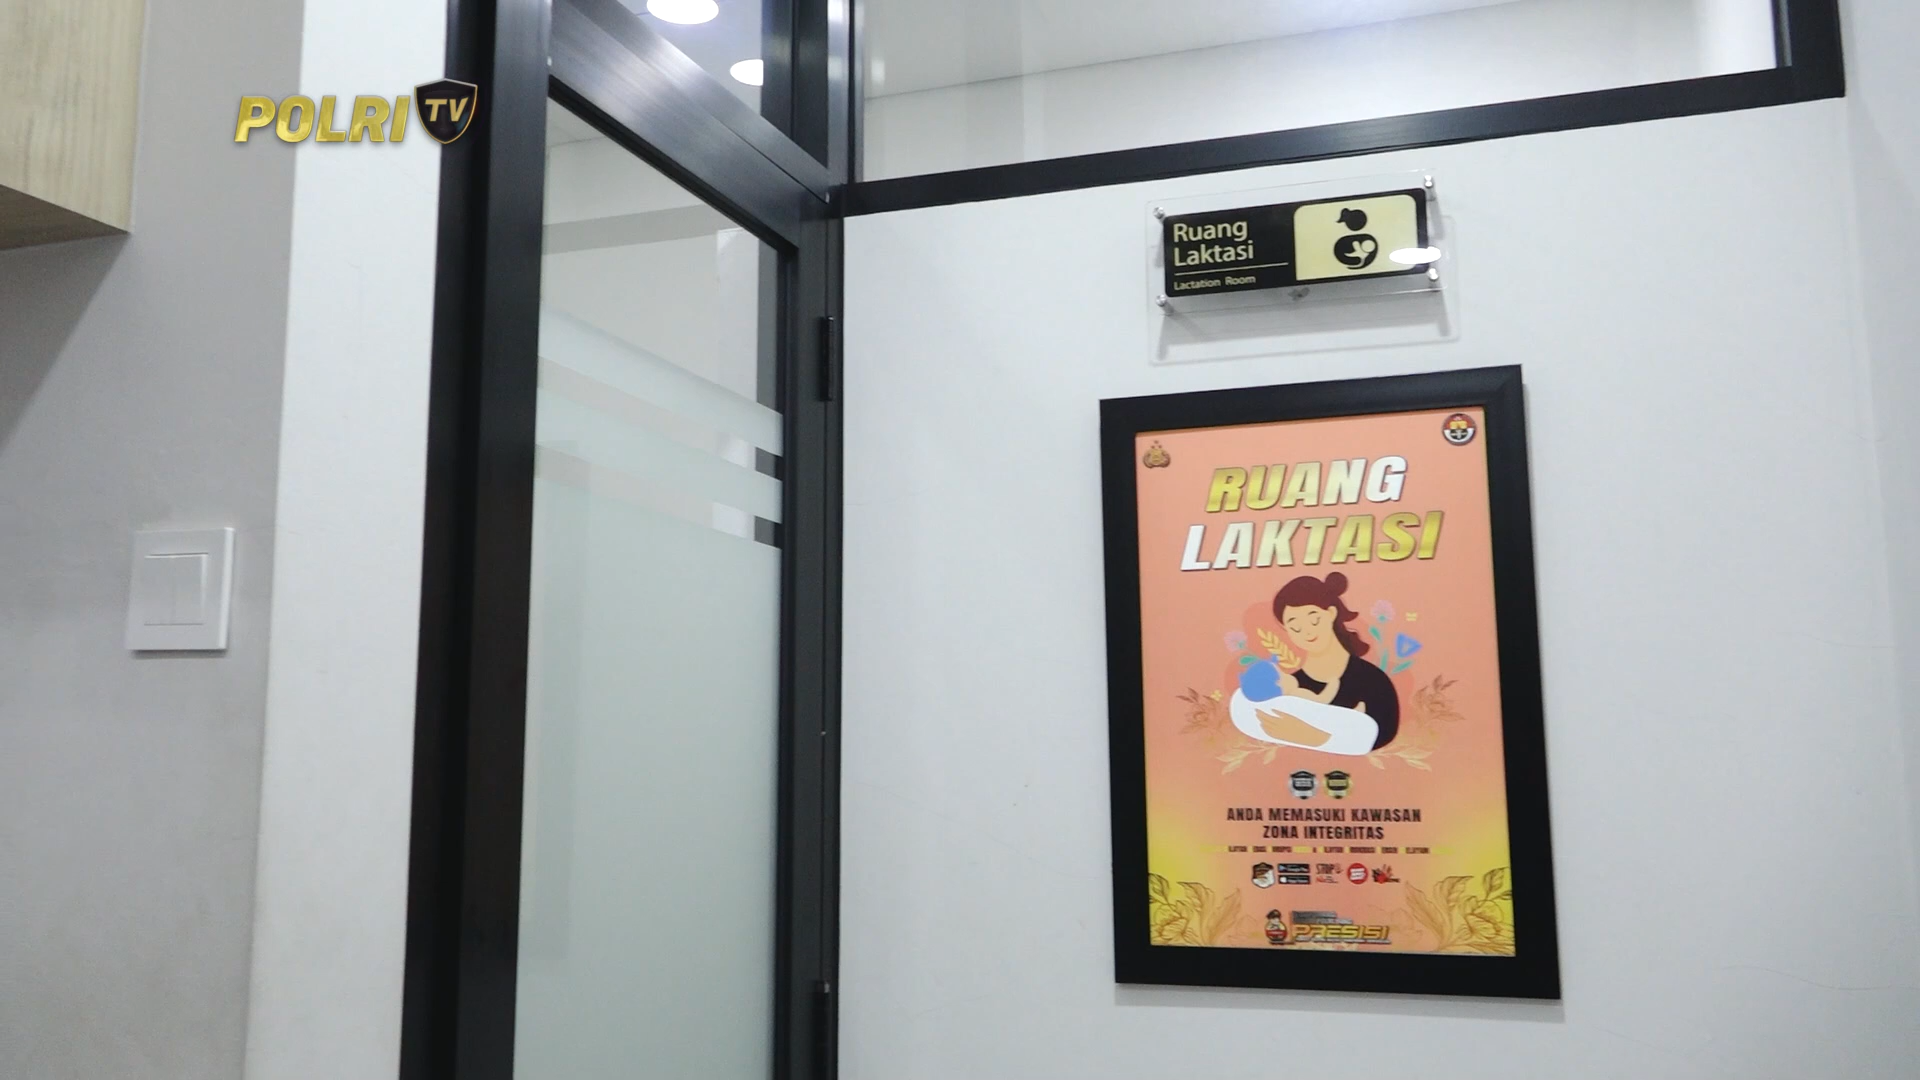 POLRI TV
Ruang
Laktasi
Lactation Room
RUANG
LAKTASI
ANDA MEMASUKI KAWASAN
ZONA INTEGRITAS
PRESISI